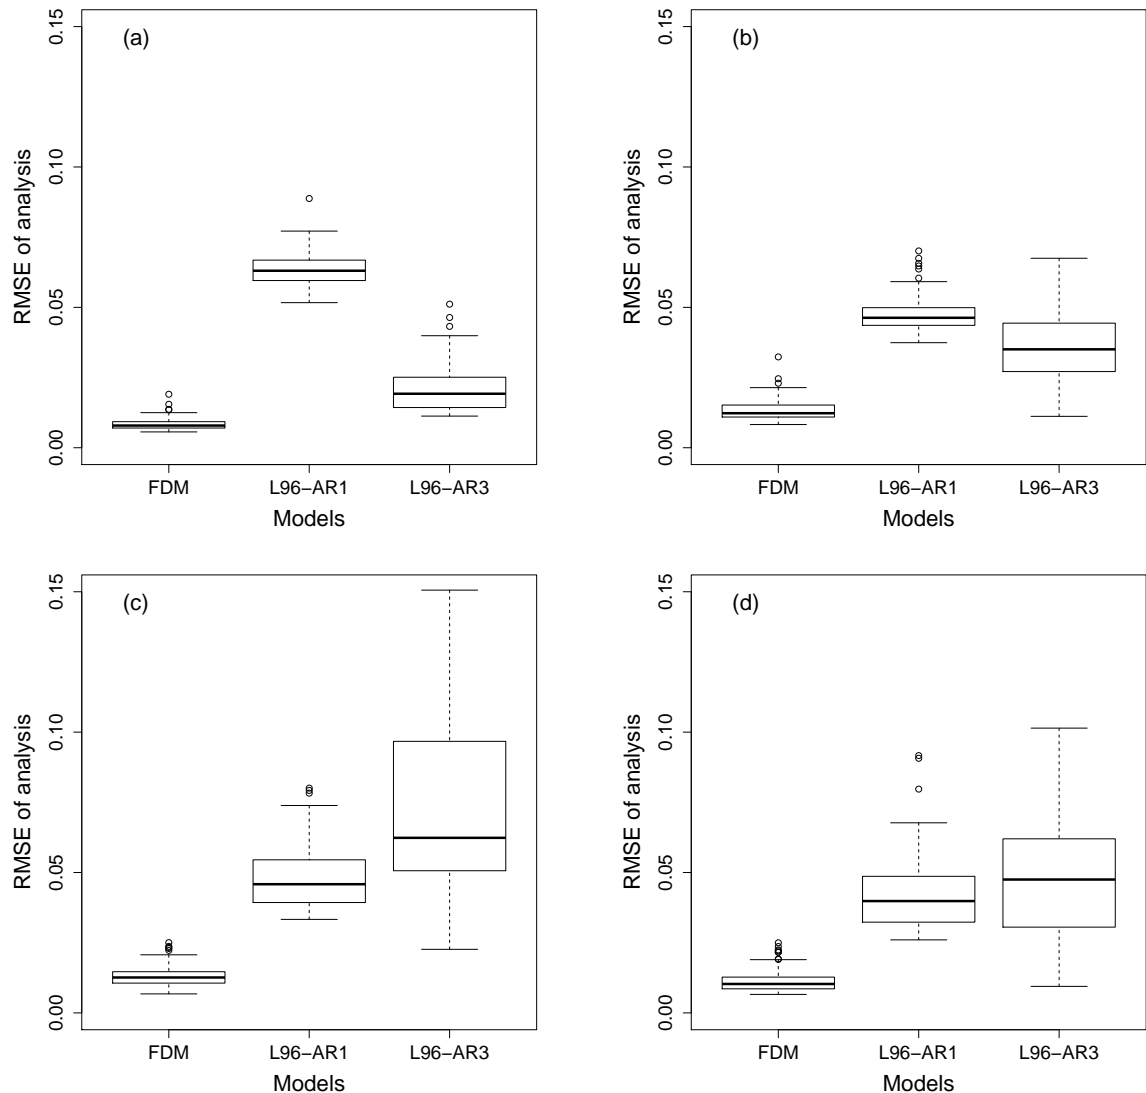 (a)
RMSE of analysis
0.15
0.10
0.05
0.00
FDM L96−AR1 L96−AR3
Models
(b)
RMSE of analysis
0.15
0.10
0.05
0.00
FDM L96−AR1 L96−AR3
Models
(c)
RMSE of analysis
0.15
0.10
0.05
0.00
FDM L96−AR1 L96−AR3
Models
(d)
RMSE of analysis
0.15
0.10
0.05
0.00
FDM L96−AR1 L96−AR3
Models